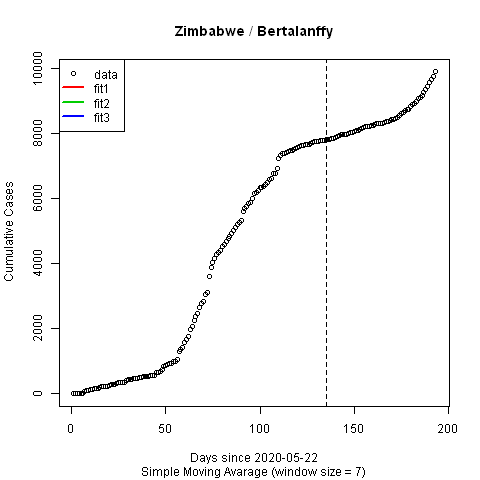 Zimbabwe / Bertalanffy
data
fit1
fit2
fit3
Cumulative Cases
10000
8000
6000
4000
2000
0
0 50 100 150 200
Days since 2020-05-22
Simple Moving Avarage (window size = 7)